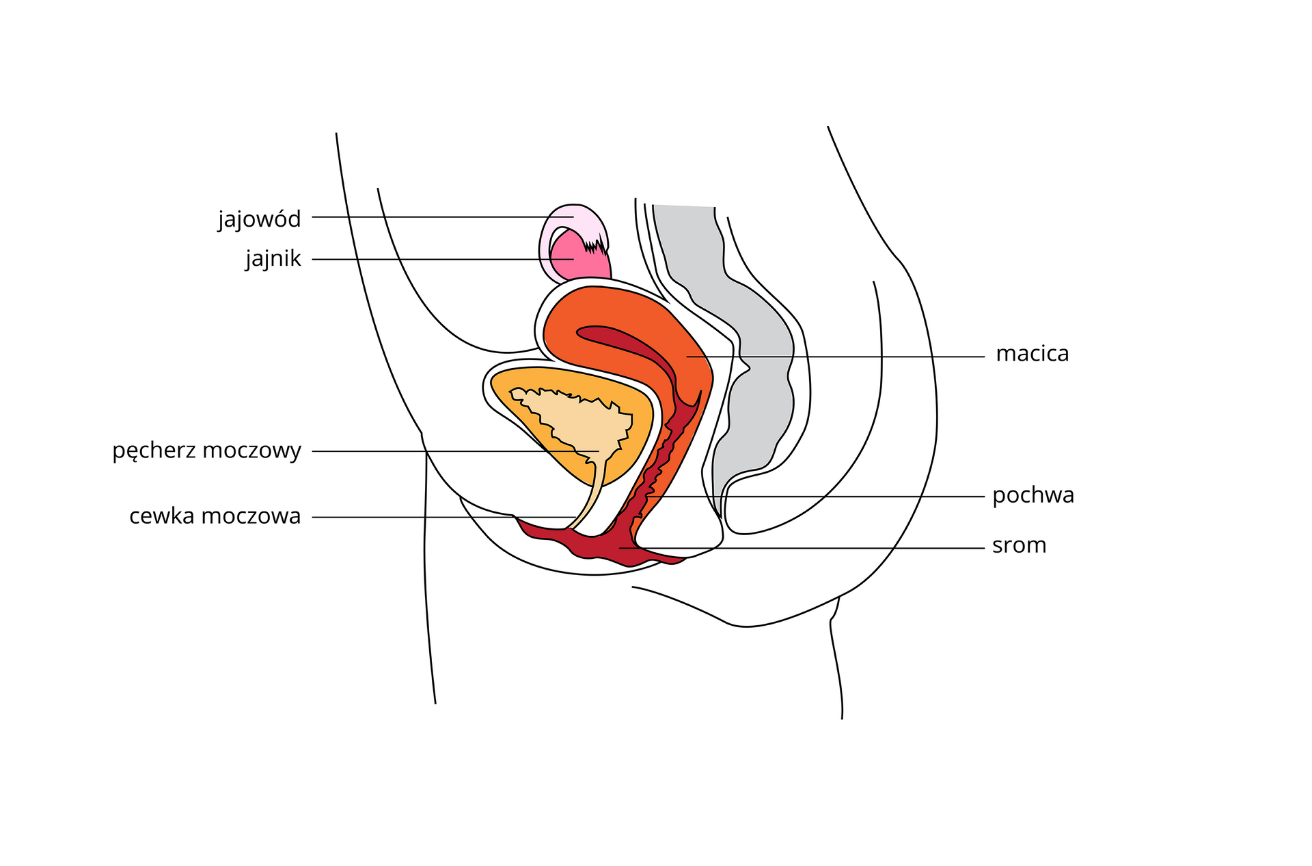 jajowód
jajnik
macica
pęcherz moczowy
pochwa
cewka moczowa
srom